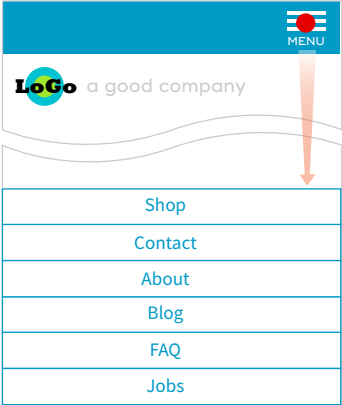 MENU
LoGo a good company
Shop
Contact
About
Blog
FAQ
Jobs